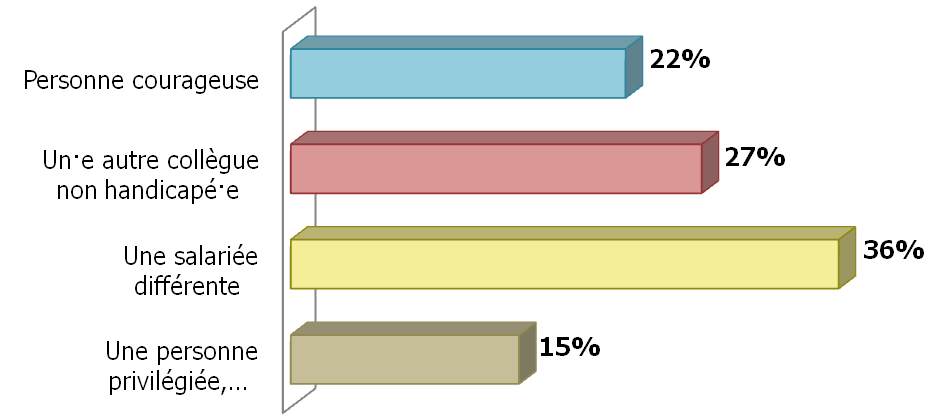 Personne courageuse
22%
Un·e autre collègue
non handicapé·e
27%
Une salariée
différente
36%
Une personne
privilégiée,...
15%